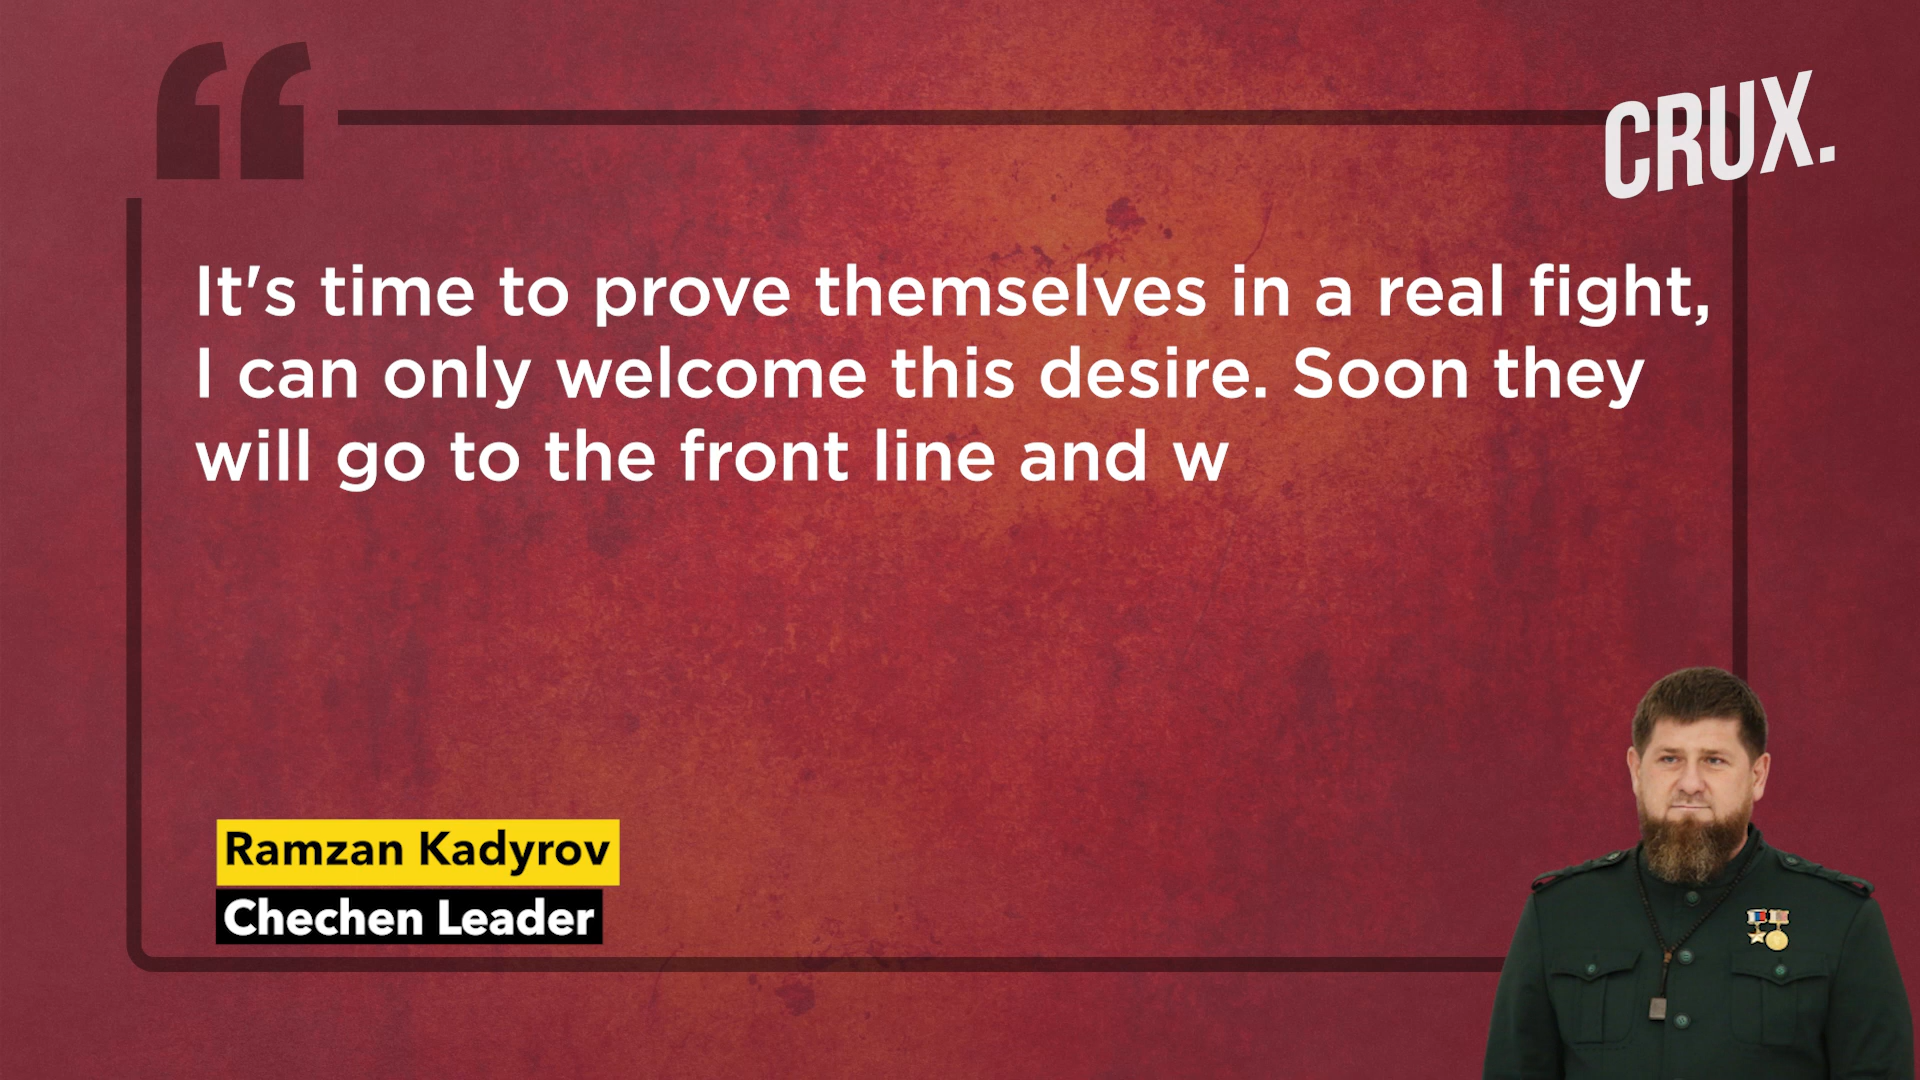 CRUX.
It's time to prove themselves in a real fight,
I can only welcome this desire. Soon they
will go to the front line and w
Ramzan Kadyrov
Chechen Leader